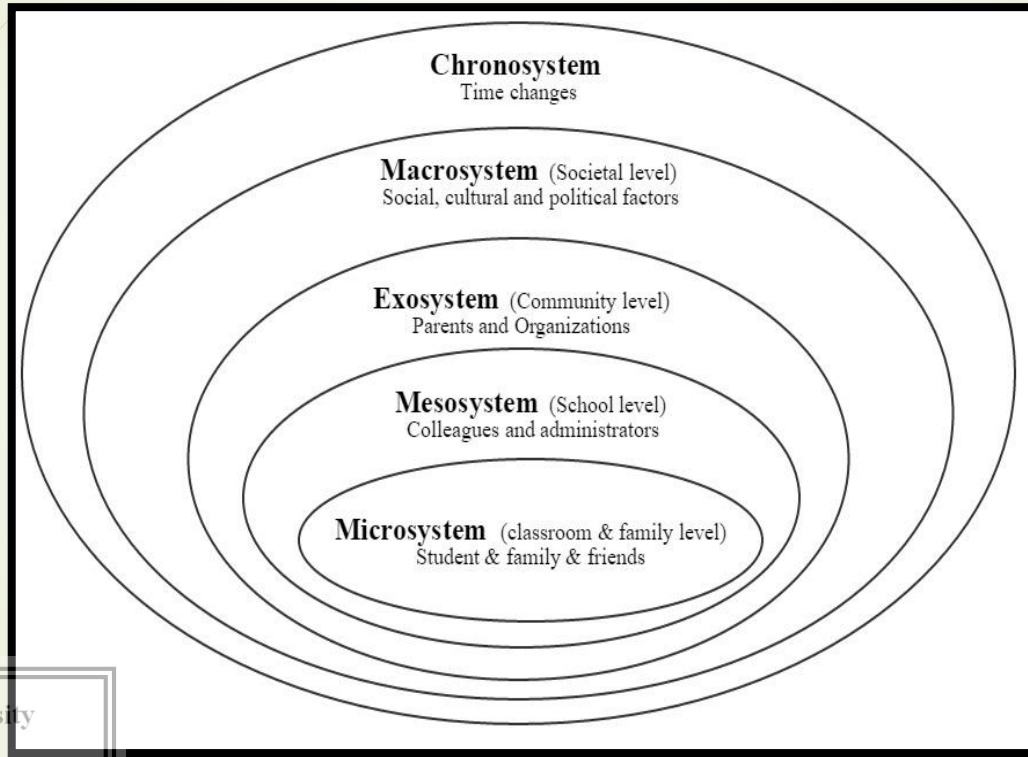 Chronosystem
Time changes
Macrosystem (Societal level)
Social, cultural and political factors
Exosystem (Community level)
Parents and Organizations
Mesosystem (School level)
Colleagues and administrators
Microsystem (classroom & family level)
Student & family & friends